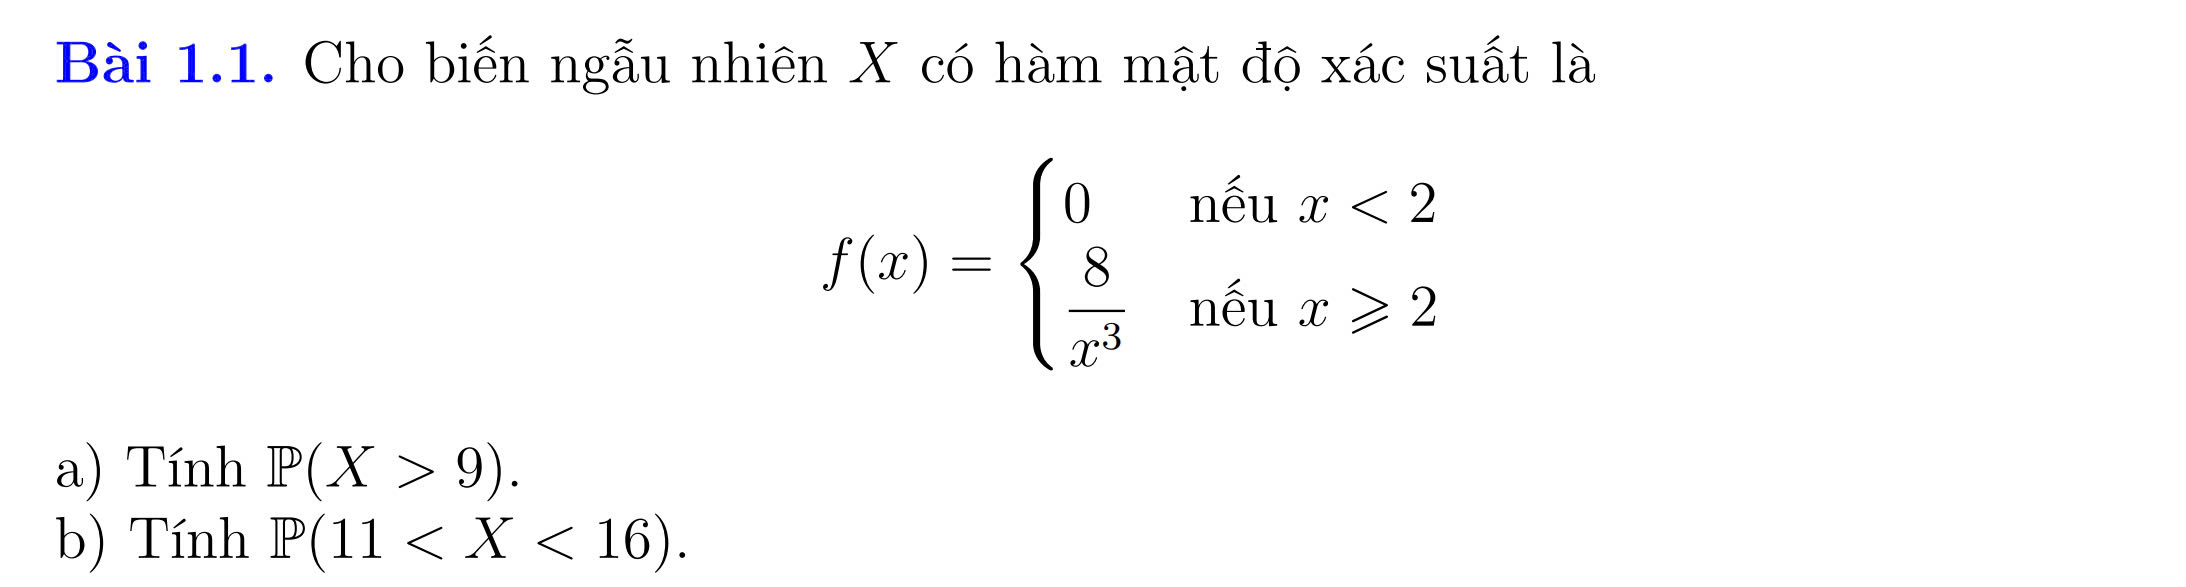 Bài 1.1. Cho biến ngẫu nhiên X có hàm mật độ xác suất là
f(x) = { 0 nếu x < 2
8/x³ nếu x ⩾ 2
a) Tính ℙ(X > 9).
b) Tính ℙ(11 < X < 16).